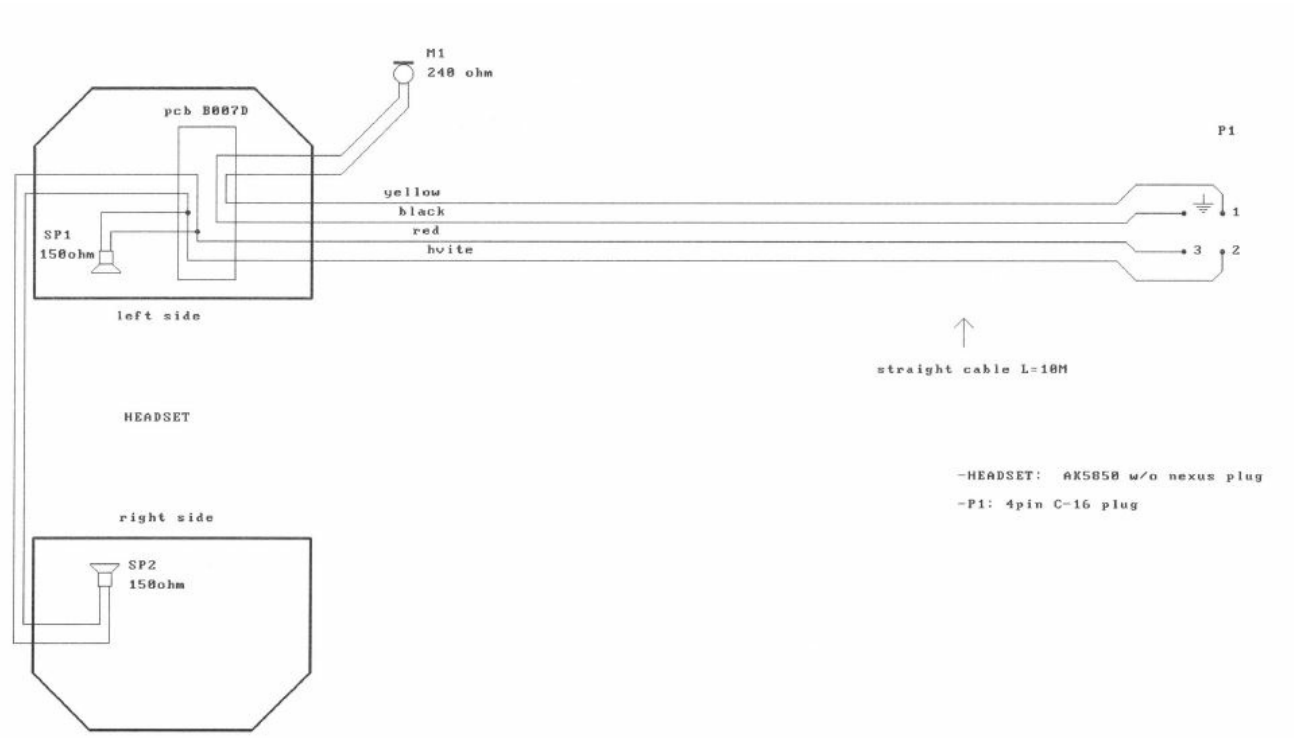 M1
240 ohm
pcb B007D
P1
yellow
black
1
red
SP1
hvite
3
2
150ohm
left side
straight cable L=10M
HEADSET
-HEADSET: AK5850 w/o nexus plug
-P1: 4pin C-16 plug
right side
SP2
150ohm